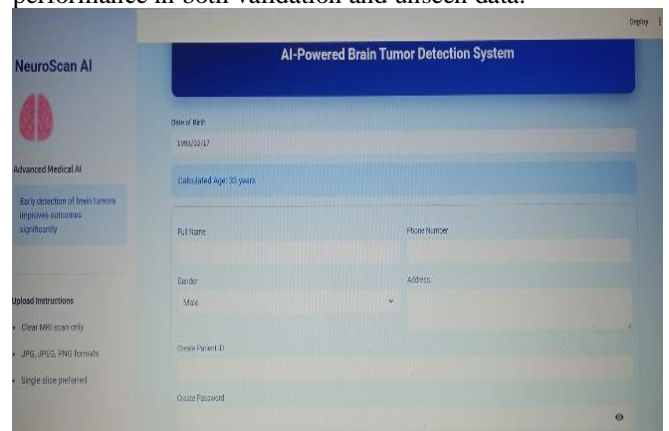 performance in both validation and unseen data.
Deploy
NeuroScan AI
Advanced Medical AI
Early detection of brain tumors
improves outcomes
significantly
Upload Instructions
• Clear MRI scan only
• JPG, JPEG, PNG formats
• Single slice preferred
AI-Powered Brain Tumor Detection System
Date of Birth
Calculated Age: 33 years
Full Name
Phone Number
Gender
Male
Address
Create Patient ID
Create Password